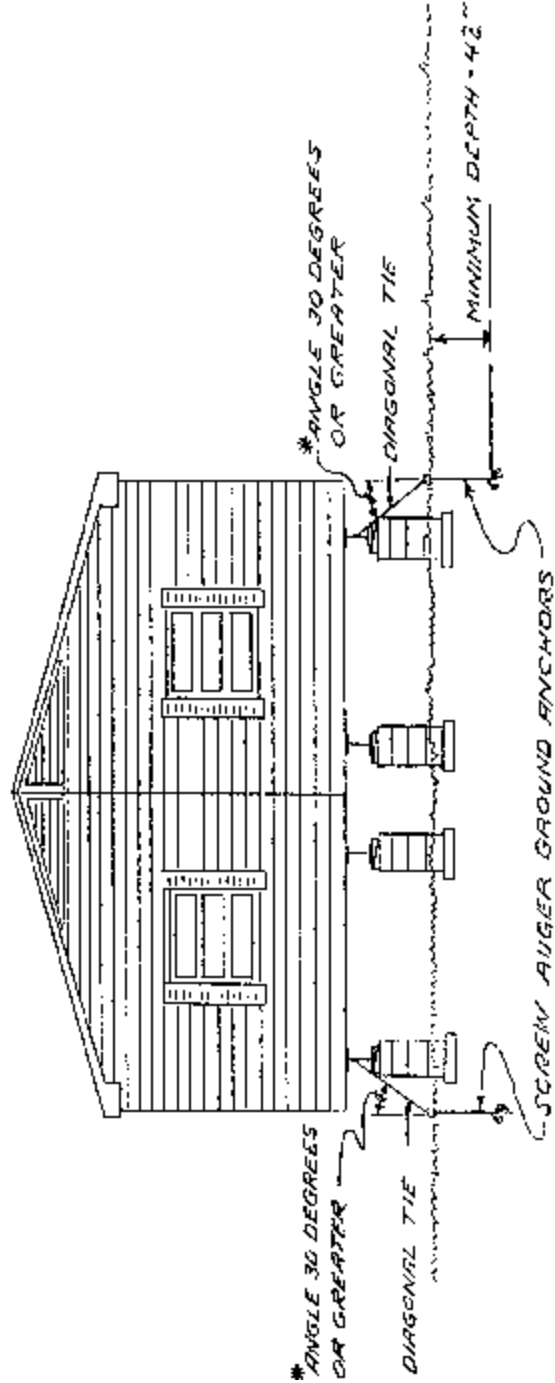 *ANGLE 30 DEGREES
OR GREATER
DIAGONAL TIE
*ANGLE 30 DEGREES
OR GREATER
DIAGONAL TIE
MINIMUM DEPTH - 42"
SCREW AUGER GROUND ANCHORS